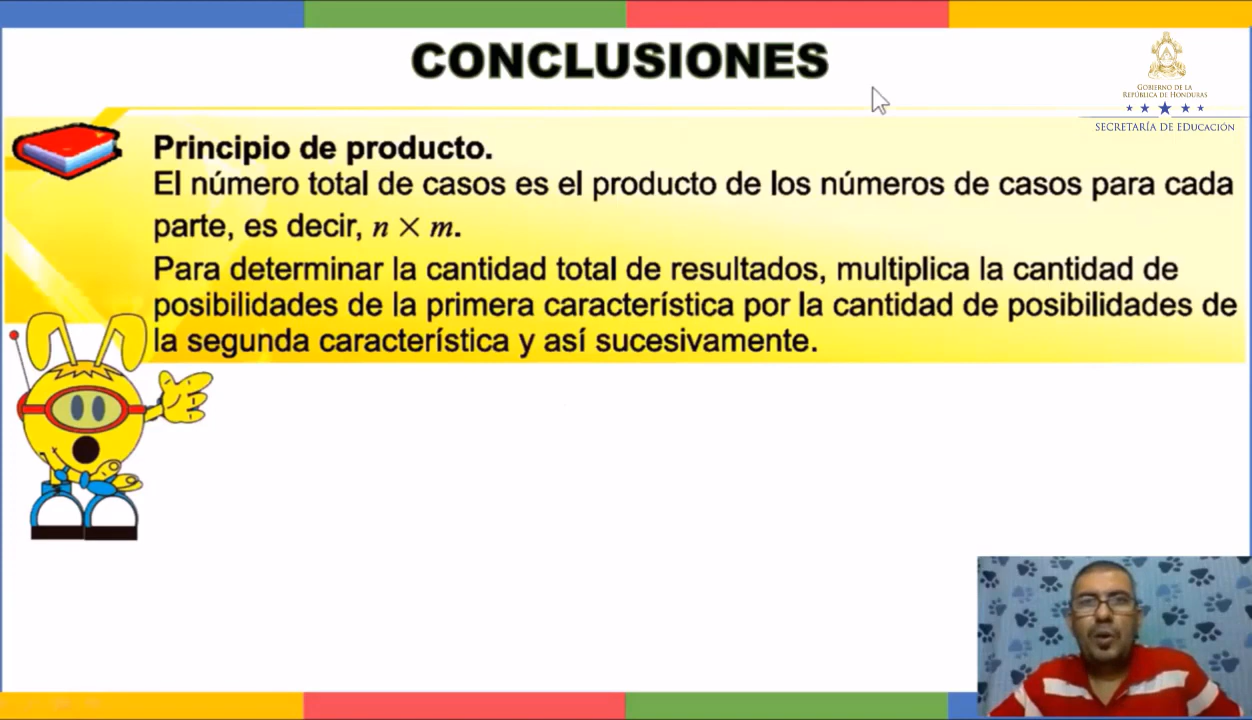 CONCLUSIONES
GOBIERNO DE LA
REPÚBLICA DE HONDURAS
SECRETARÍA DE EDUCACIÓN
Principio de producto.
El número total de casos es el producto de los números de casos para cada
parte, es decir, n × m.
Para determinar la cantidad total de resultados, multiplica la cantidad de
posibilidades de la primera característica por la cantidad de posibilidades de
la segunda característica y así sucesivamente.